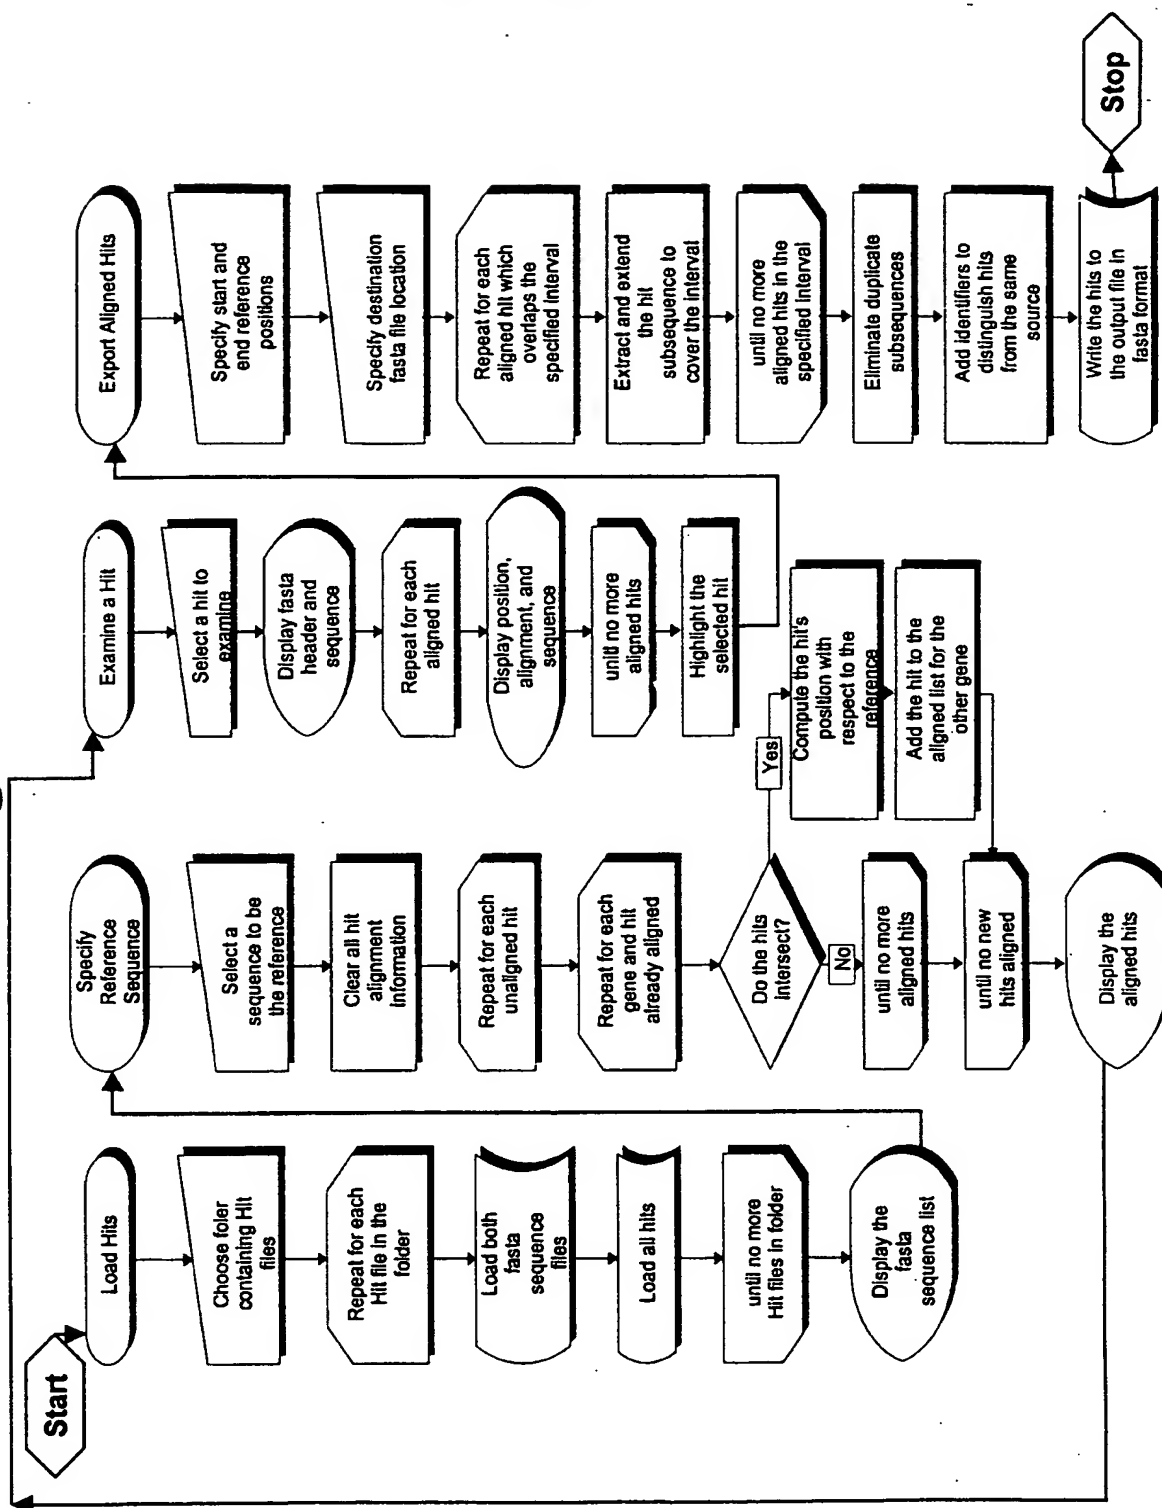 Start
Load Hits
Choose foler
containing Hit
files
Repeat for each
Hit file in the
folder
Load both
fasta
sequence
files
Load all hits
until no more
Hit files in folder
Display the
fasta
sequence list
Specify
Reference
Sequence
Select a
sequence to be
the reference
Clear all hit
alignment
Information
Repeat for each
unaligned hit
Repeat for each
gene and hit
already aligned
Do the hits
intersect?
Yes
No
Compute the hit's
position with
respect to the
reference
Add the hit to the
aligned list for the
other gene
until no more
aligned hits
until no new
hits aligned
Display the
aligned hits
Examine a Hit
Select a hit to
examine
Display fasta
header and
sequence
Repeat for each
aligned hit
Display position,
alignment, and
sequence
until no more
aligned hits
Highlight the
selected hit
Export Aligned Hits
Specify start and
end reference
positions
Specify destination
fasta file location
Repeat for each
aligned hit which
overlaps the
specified interval
Extract and extend
the hit
subsequence to
cover the interval
until no more
aligned hits in the
specified interval
Eliminate duplicate
subsequences
Add identifiers to
distinguish hits
from the same
source
Write the hits to
the output file in
fasta format
Stop